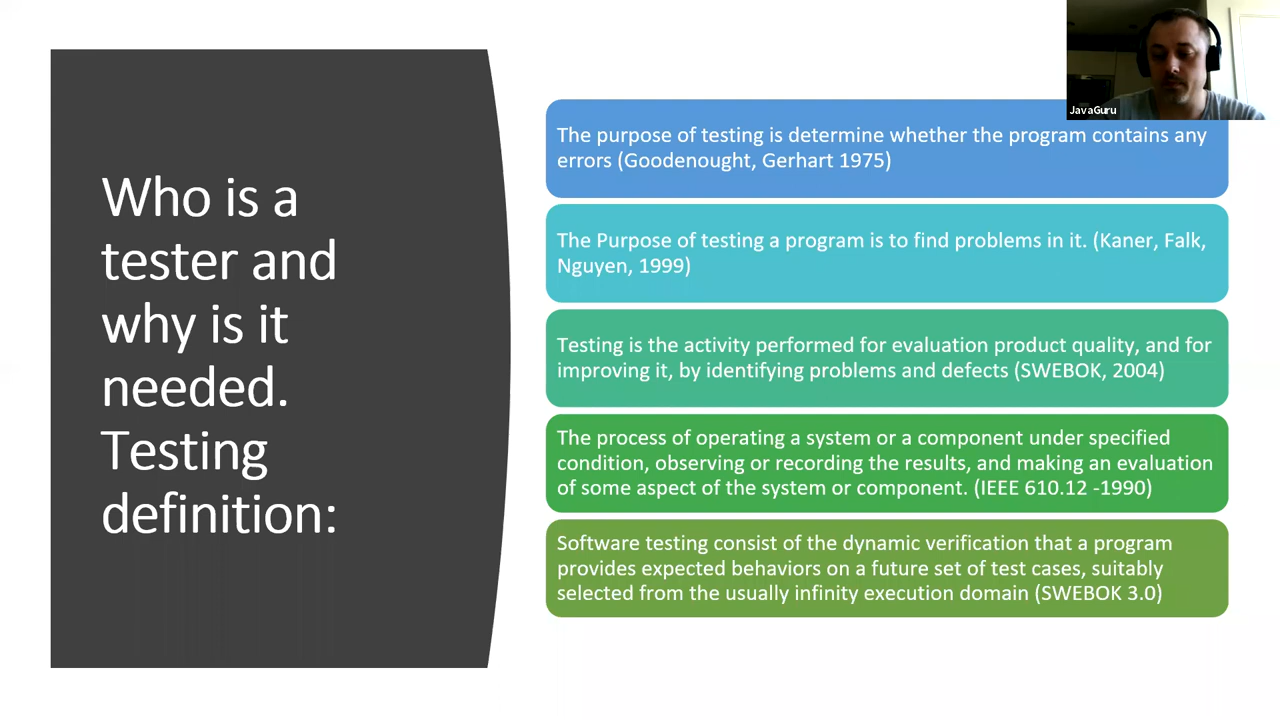 Who is a
tester and
why is it
needed.
Testing
definition:
The purpose of testing is determine whether the program contains any
errors (Goodenought, Gerhart 1975)
The Purpose of testing a program is to find problems in it. (Kaner, Falk,
Nguyen, 1999)
Testing is the activity performed for evaluation product quality, and for
improving it, by identifying problems and defects (SWEBOK, 2004)
The process of operating a system or a component under specified
condition, observing or recording the results, and making an evaluation
of some aspect of the system or component. (IEEE 610.12 -1990)
Software testing consist of the dynamic verification that a program
provides expected behaviors on a future set of test cases, suitably
selected from the usually infinity execution domain (SWEBOK 3.0)
JavaGuru